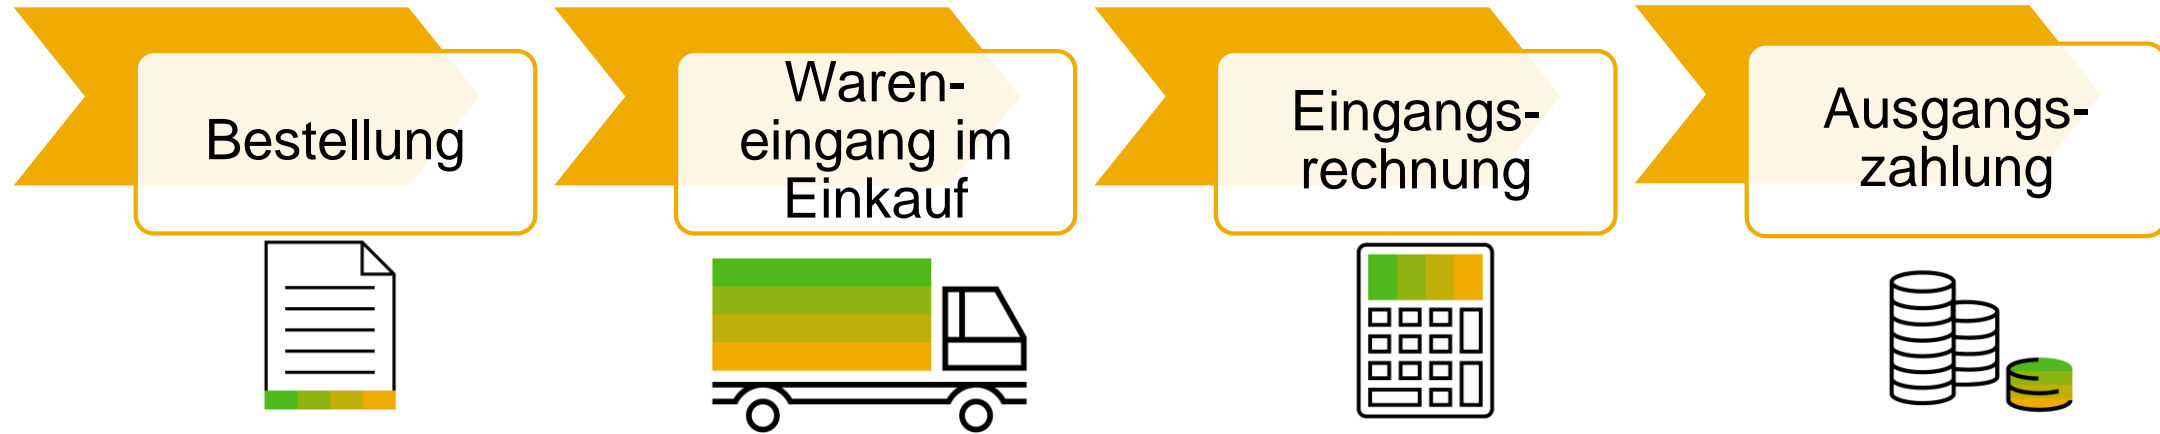 Bestellung
Waren-
eingang im
Einkauf
Eingangs-
rechnung
Ausgangs-
zahlung